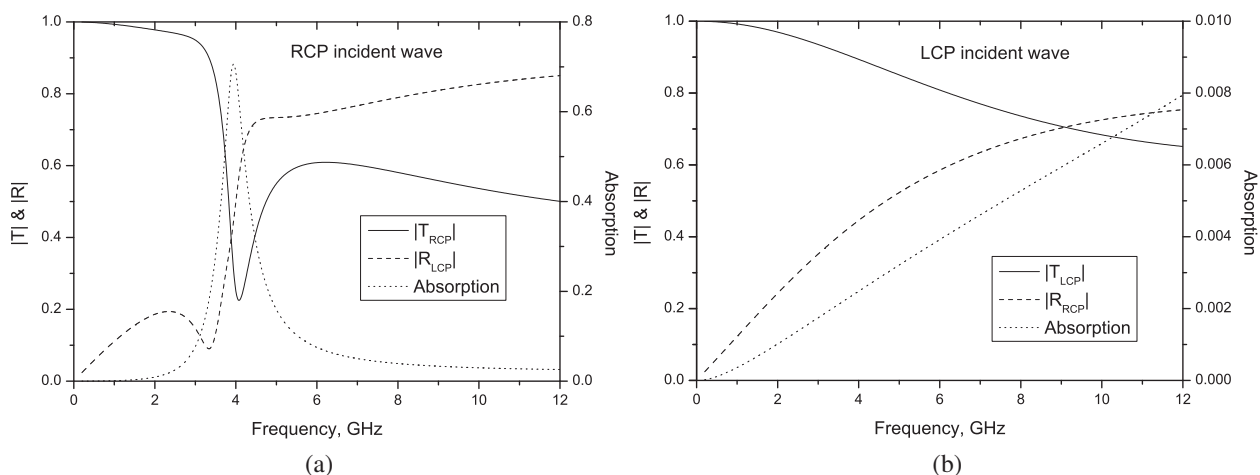 RCP incident wave
1.0
0.8
0.6
0.4
0.2
0.0
|T| & |R|
0.8
0.6
0.4
0.2
0.0
Absorption
|T_RCP|
|R_LCP|
Absorption
0 2 4 6 8 10 12
Frequency, GHz
(a)
LCP incident wave
1.0
0.8
0.6
0.4
0.2
0.0
|T| & |R|
0.010
0.008
0.006
0.004
0.002
0.000
Absorption
|T_LCP|
|R_RCP|
Absorption
0 2 4 6 8 10 12
Frequency, GHz
(b)